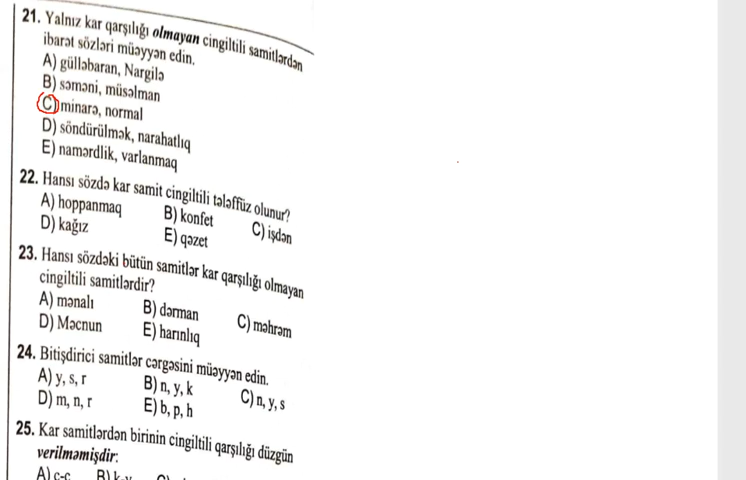 21. Yalnız kar qarşılığı olmayan cingiltili samitlərdən
ibarət sözləri müəyyən edin.
A) gülləbaran, Nargilə
B) səməni, müsəlman
C) minarə, normal
D) söndürülmək, narahatlıq
E) namərdlik, varlanmaq
22. Hansı sözdə kar samit cingiltili tələffüz olunur?
A) hoppanmaq B) konfet C) işdən
D) kağız E) qəzet
23. Hansı sözdəki bütün samitlər kar qarşılığı olmayan
cingiltili samitlərdir?
A) mənalı B) dərman C) məhrəm
D) Məcnun E) harınlıq
24. Bitişdirici samitlər cərgəsini müəyyən edin.
A) y, s, r B) n, y, k C) n, y, s
D) m, n, r E) b, p, h
25. Kar samitlərdən birinin cingiltili qarşılığı düzgün
verilməmişdir: